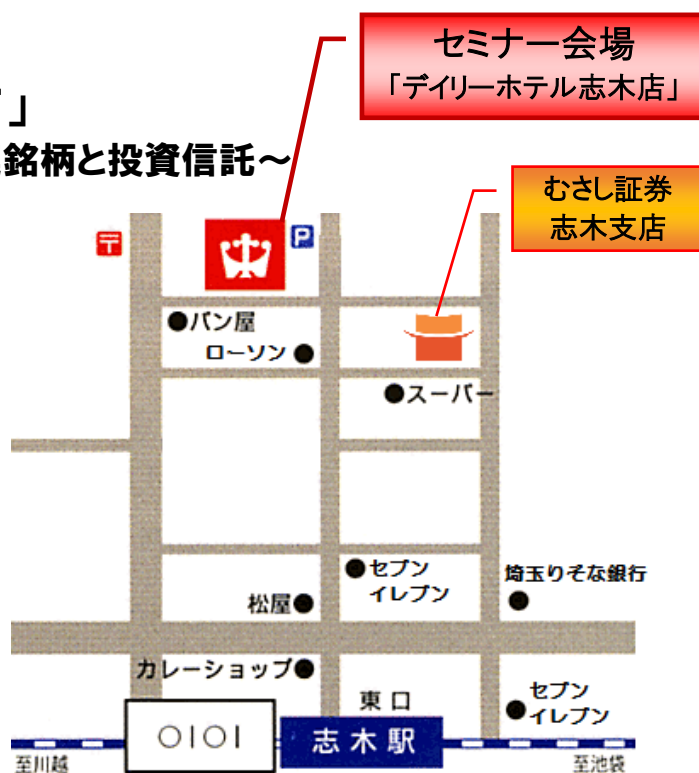 セミナー会場
「デイリーホテル志木店」
」
銘柄と投資信託～
むさし証券
志木支店
〒
P
●パン屋
ローソン●
●スーパー
●セブン
イレブン
埼玉りそな銀行
●
松屋●
カレーショップ●
東口
●セブン
イレブン
OIOI
志木駅
至川越
至池袋